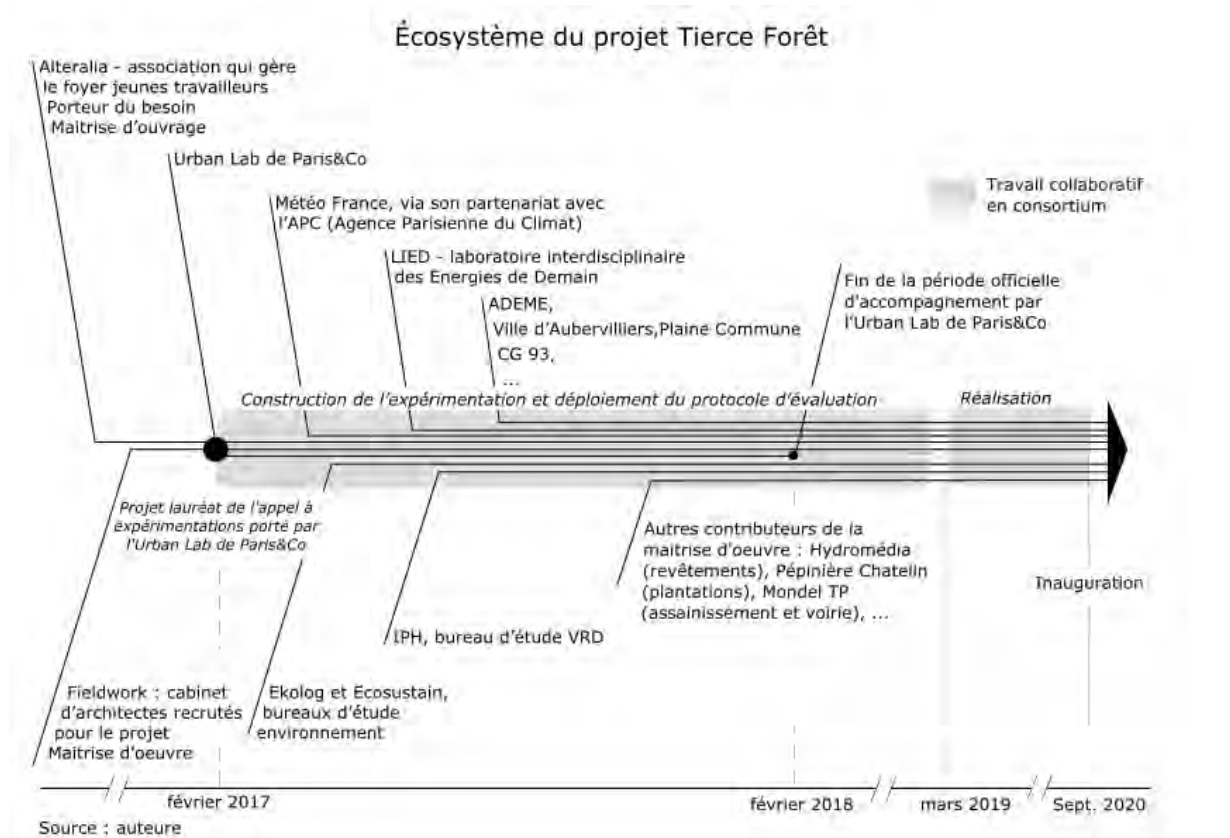 Écosystème du projet Tierce Forêt
Alteralia - association qui gère
le foyer jeunes travailleurs
Porteur du besoin
Maitrise d'ouvrage
Urban Lab de Paris&Co
Météo France, via son partenariat avec
l'APC (Agence Parisienne du Climat)
LIED - laboratoire interdisciplinaire
des Energies de Demain
ADEME,
Ville d'Aubervilliers,Plaine Commune
CG 93,
...
Travail collaboratif
en consortium
Fin de la période officielle
d'accompagnement par
l'Urban Lab de Paris&Co
Construction de l'expérimentation et déploiement du protocole d'évaluation
Réalisation
Projet lauréat de l'appel à
expérimentations porté par
l'Urban Lab de Paris&Co
Autres contributeurs de la
maitrise d'oeuvre : Hydromédia
(revêtements), Pépinière Chatelin
(plantations), Mondel TP
(assainissement et voirie), ...
Inauguration
IPH, bureau d'étude VRD
Fieldwork : cabinet
d'architectes recrutés
pour le projet
Maitrise d'oeuvre
Ekolog et Ecosustain,
bureaux d'étude
environnement
février 2017
février 2018
mars 2019
Sept. 2020
Source : auteure